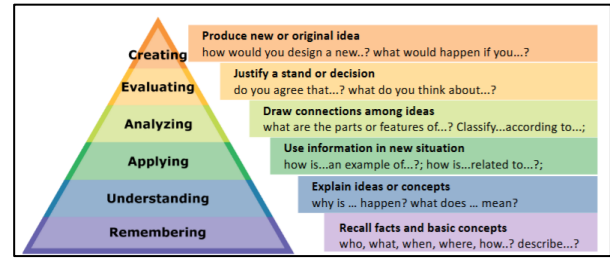 Creating
Produce new or original idea
how would you design a new..? what would happen if you...?
Evaluating
Justify a stand or decision
do you agree that...? what do you think about...?
Analyzing
Draw connections among ideas
what are the parts or features of...? Classify...according to...;
Applying
Use information in new situation
how is...an example of...?; how is...related to...?;
Understanding
Explain ideas or concepts
why is ... happen? what does ... mean?
Remembering
Recall facts and basic concepts
who, what, when, where, how..? describe...?